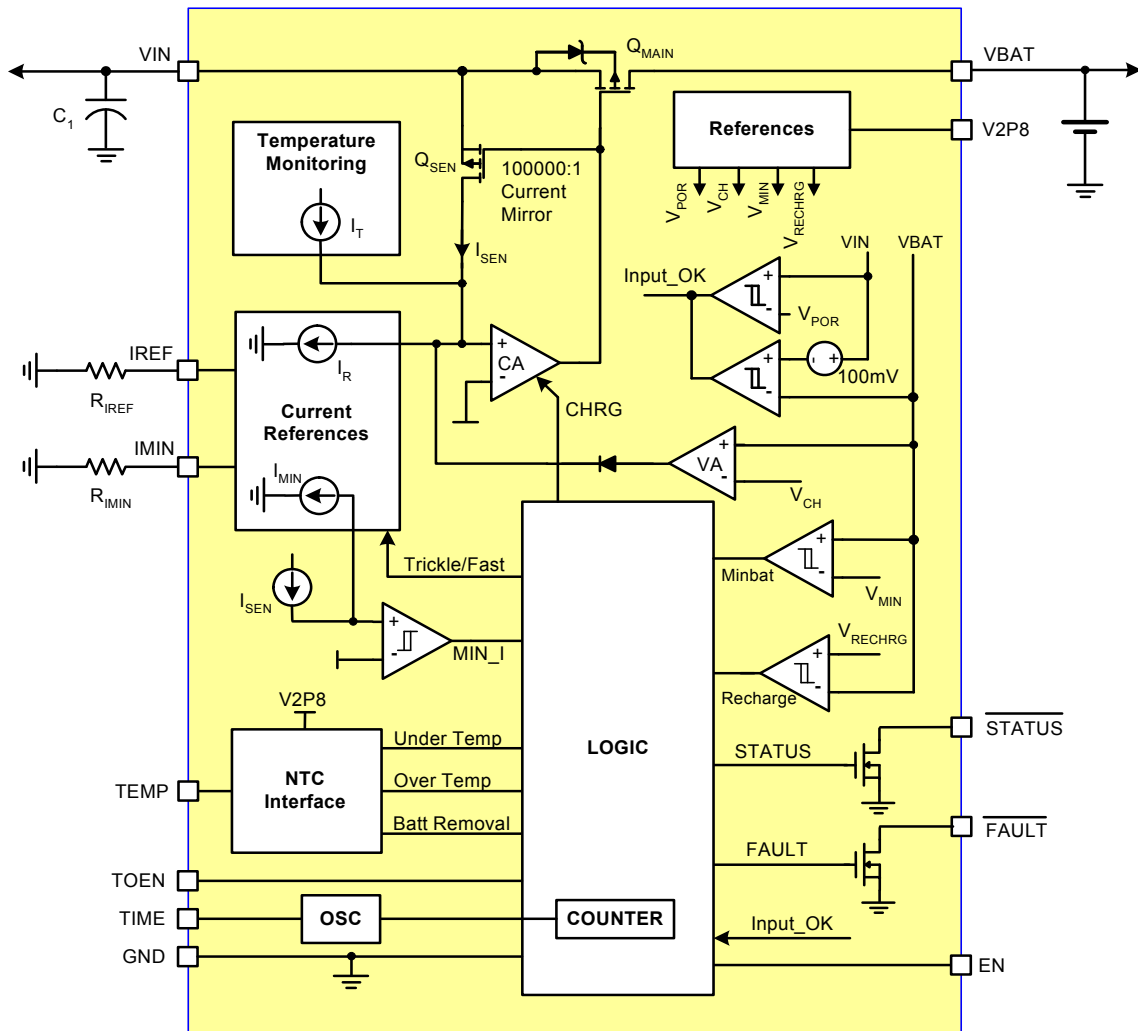 VIN
C1
QMAIN
VBAT
V2P8
References
VPOR
VCH
VMIN
VRECHRG
Temperature
Monitoring
IT
QSEN
100000:1
Current
Mirror
ISEN
VIN
VBAT
Input_OK
+
-
VPOR
+
-
- +
100mV
IREF
RIREF
IR
Current
References
IMIN
RIMIN
IMIN
+
CA
-
CHRG
+
VA
-
VCH
Trickle/Fast
ISEN
+
-
MIN_I
+
-
Minbat
VMIN
VRECHRG
+
-
Recharge
V2P8
NTC
Interface
TEMP
Under Temp
Over Temp
Batt Removal
LOGIC
STATUS
STATUS
FAULT
FAULT
TOEN
TIME
OSC
COUNTER
Input_OK
GND
EN